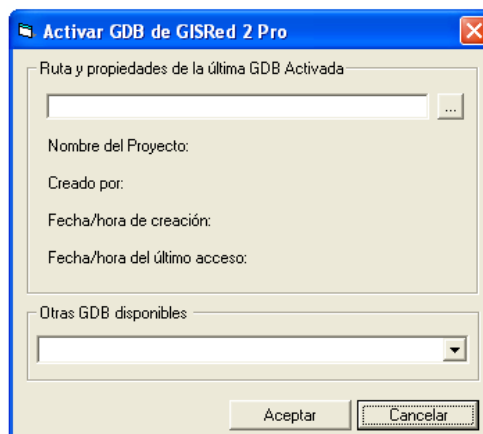 Activar GDB de GISRed 2 Pro
Ruta y propiedades de la última GDB Activada
...
Nombre del Proyecto:
Creado por:
Fecha/hora de creación:
Fecha/hora del último acceso:
Otras GDB disponibles
Aceptar Cancelar